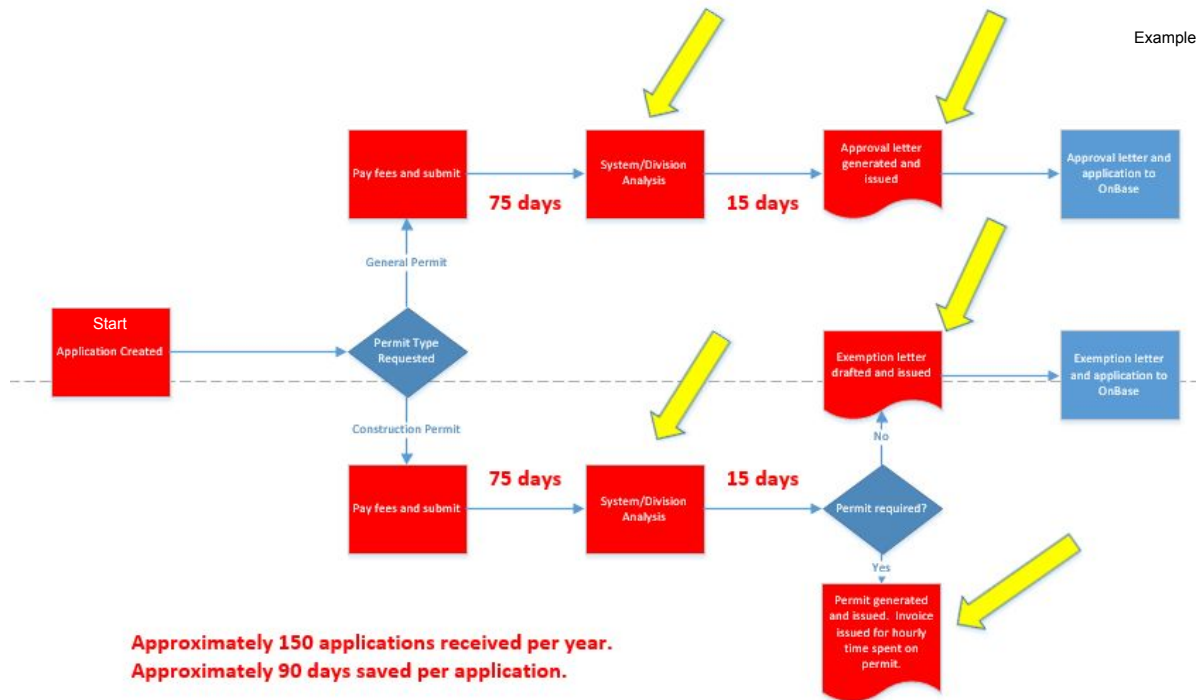 Example
Pay fees and submit
75 days
System/Division
Analysis
15 days
Approval letter
generated and
issued
Approval letter and
application to
OnBase
General Permit
Start
Application Created
Permit Type
Requested
Exemption letter
drafted and issued
Exemption letter
and application to
OnBase
Construction Permit
No
Pay fees and submit
75 days
System/Division
Analysis
15 days
Permit required?
Yes
Permit generated
and issued. Invoice
issued for hourly
time spent on
permit.
Approximately 150 applications received per year.
Approximately 90 days saved per application.